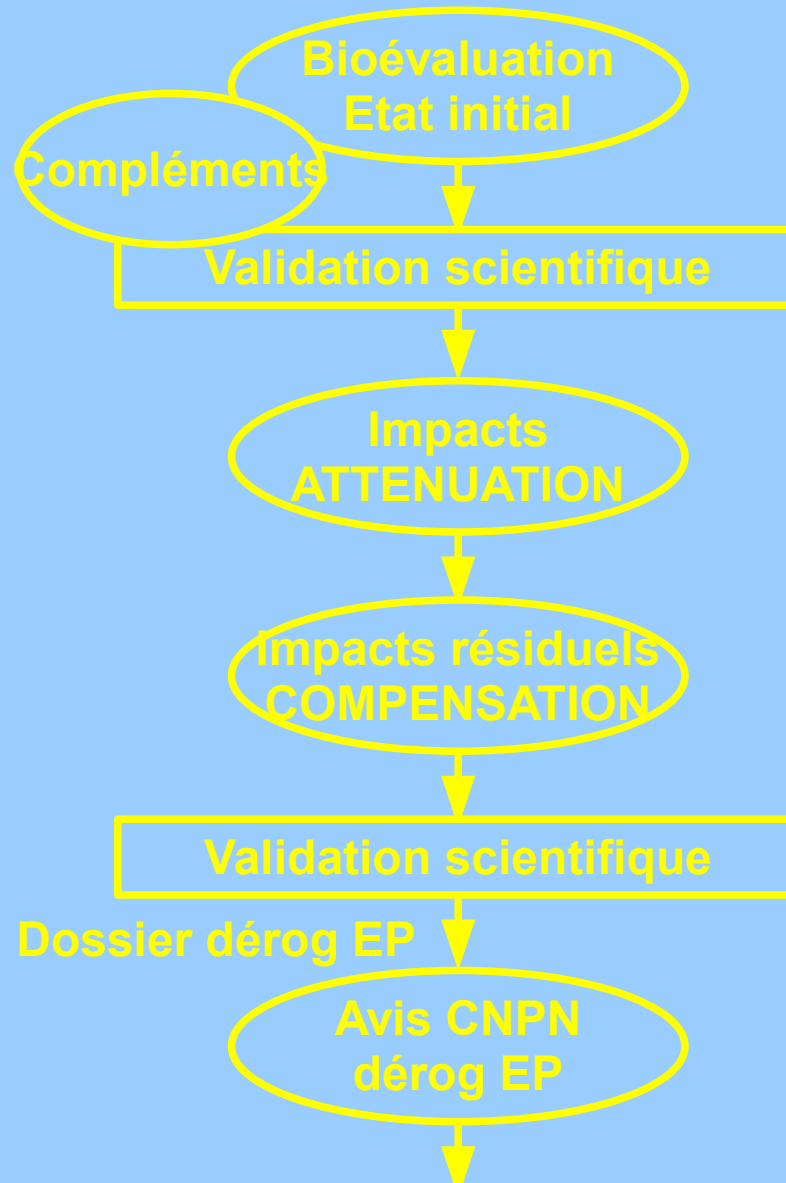 Bioévaluation
Etat initial
Compléments
Validation scientifique
Impacts
ATTENUATION
Impacts résiduels
COMPENSATION
Validation scientifique
Dossier dérog EP
Avis CNPN
dérog EP